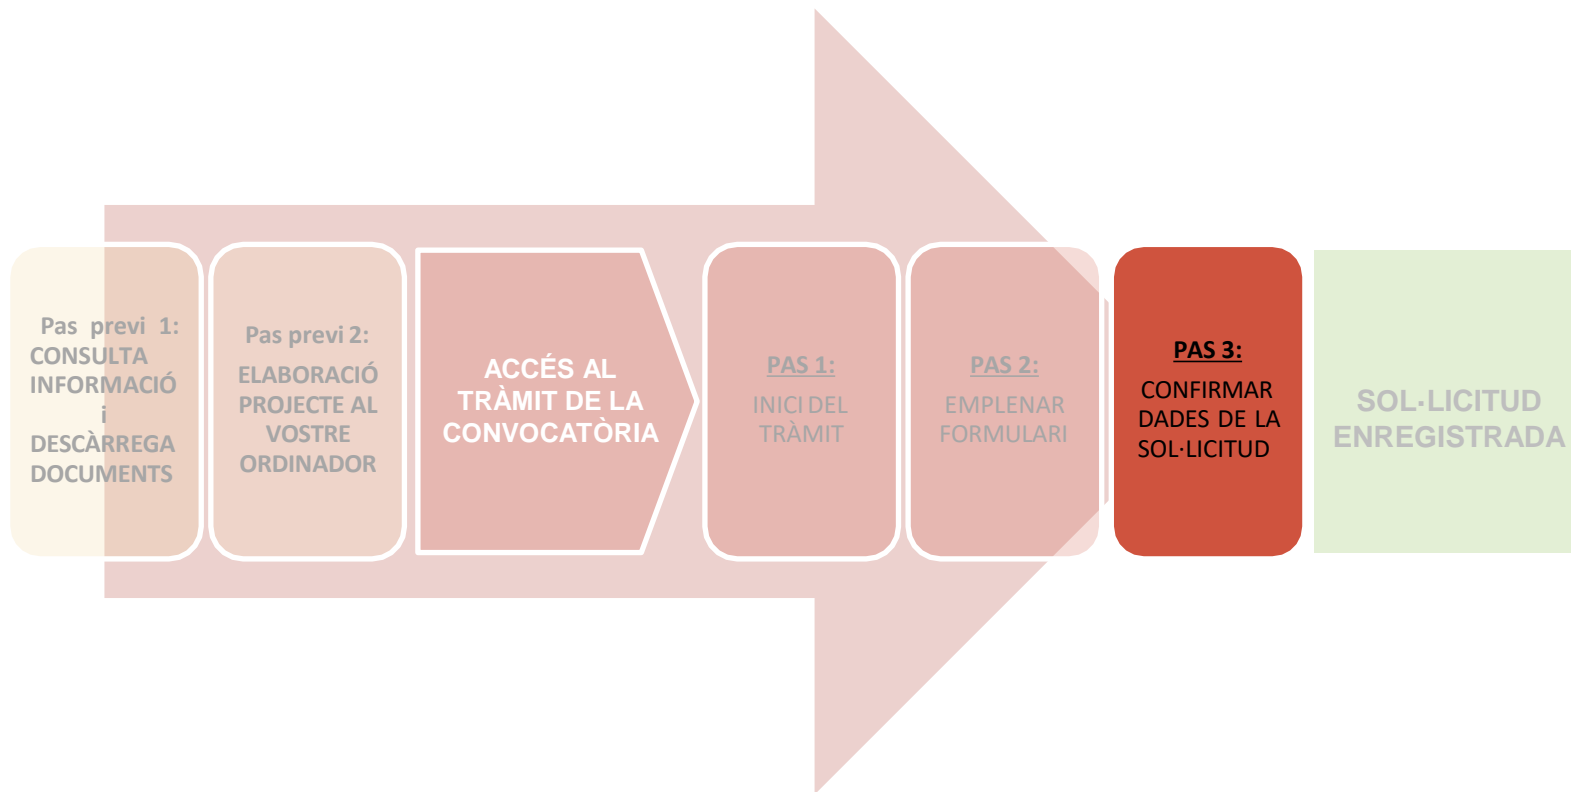 Pas previ 1:
CONSULTA
INFORMACIÓ
i
DESCÀRREGA
DOCUMENTS
Pas previ 2:
ELABORACIÓ
PROJECTE AL
VOSTRE
ORDINADOR
ACCÉS AL
TRÀMIT DE LA
CONVOCATÒRIA
PAS 1:
INICI DEL
TRÀMIT
PAS 2:
EMPLENAR
FORMULARI
PAS 3:
CONFIRMAR
DADES DE LA
SOL·LICITUD
SOL·LICITUD
ENREGISTRADA